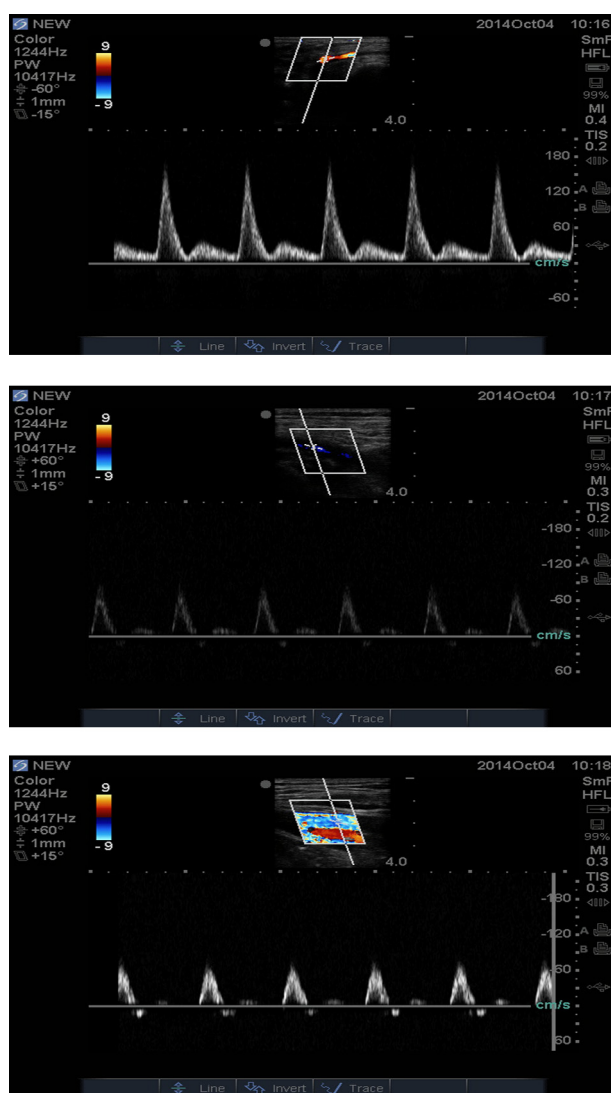 NEW 2014Oct04 10:16
Color SmP
1244Hz 9 HFL
PW
10417Hz
-60° 99%
1mm -9 MI
-15° 0.4
4.0 TIS
0.2
180
120 A
B
60
cm/s
-60
Line Invert Trace
NEW 2014Oct04 10:17
Color SmP
1244Hz 9 HFL
PW
10417Hz
+60° 99%
1mm -9 MI
+15° 0.3
4.0 TIS
0.2
-180
-120 A
B
-60
cm/s
60
Line Invert Trace
NEW 2014Oct04 10:18
Color SmP
1244Hz 9 HFL
PW
10417Hz
+60° 99%
1mm -9 MI
+15° 0.3
4.0 TIS
0.3
-180
-120 A
B
-60
cm/s
60
Line Invert Trace